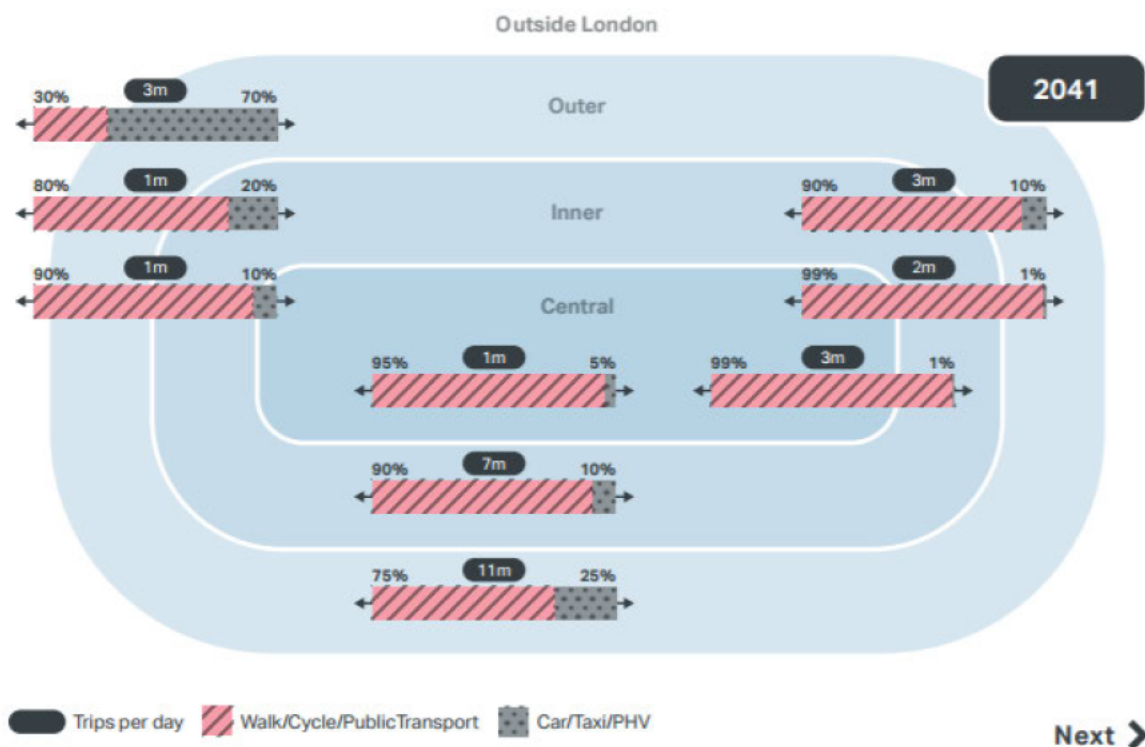 Outside London
2041
30% 3m 70%
Outer
80% 1m 20%
Inner
90% 3m 10%
90% 1m 10%
99% 2m 1%
Central
95% 1m 5%
99% 3m 1%
90% 7m 10%
75% 11m 25%
Trips per day
Walk/Cycle/PublicTransport
Car/Taxi/PHV
Next